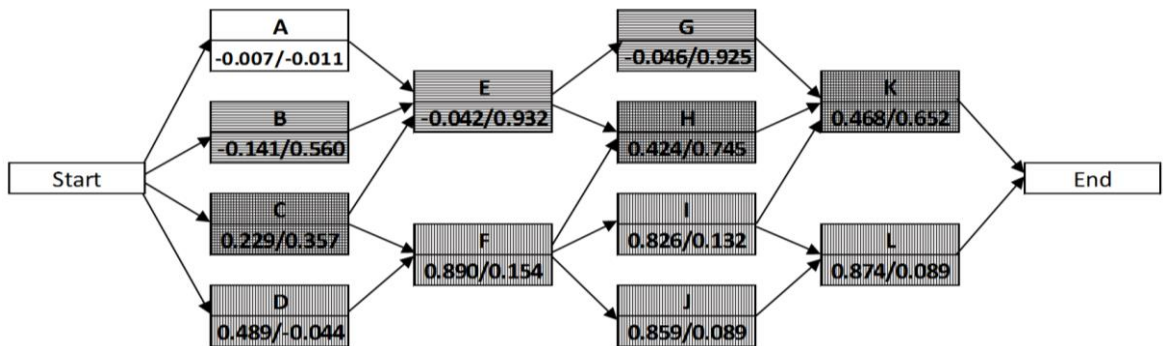 A
-0.007/-0.011
B
-0.141/0.560
Start
C
0.229/0.357
D
0.489/-0.044
E
-0.042/0.932
F
0.890/0.154
G
-0.046/0.925
H
0.424/0.745
I
0.826/0.132
J
0.859/0.089
K
0.468/0.652
L
0.874/0.089
End